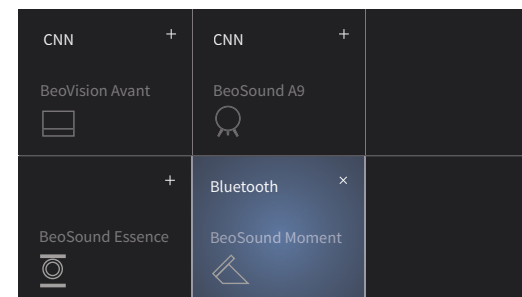 CNN +
CNN +
BeoVision Avant
BeoSound A9
+
Bluetooth ×
BeoSound Essence
BeoSound Moment